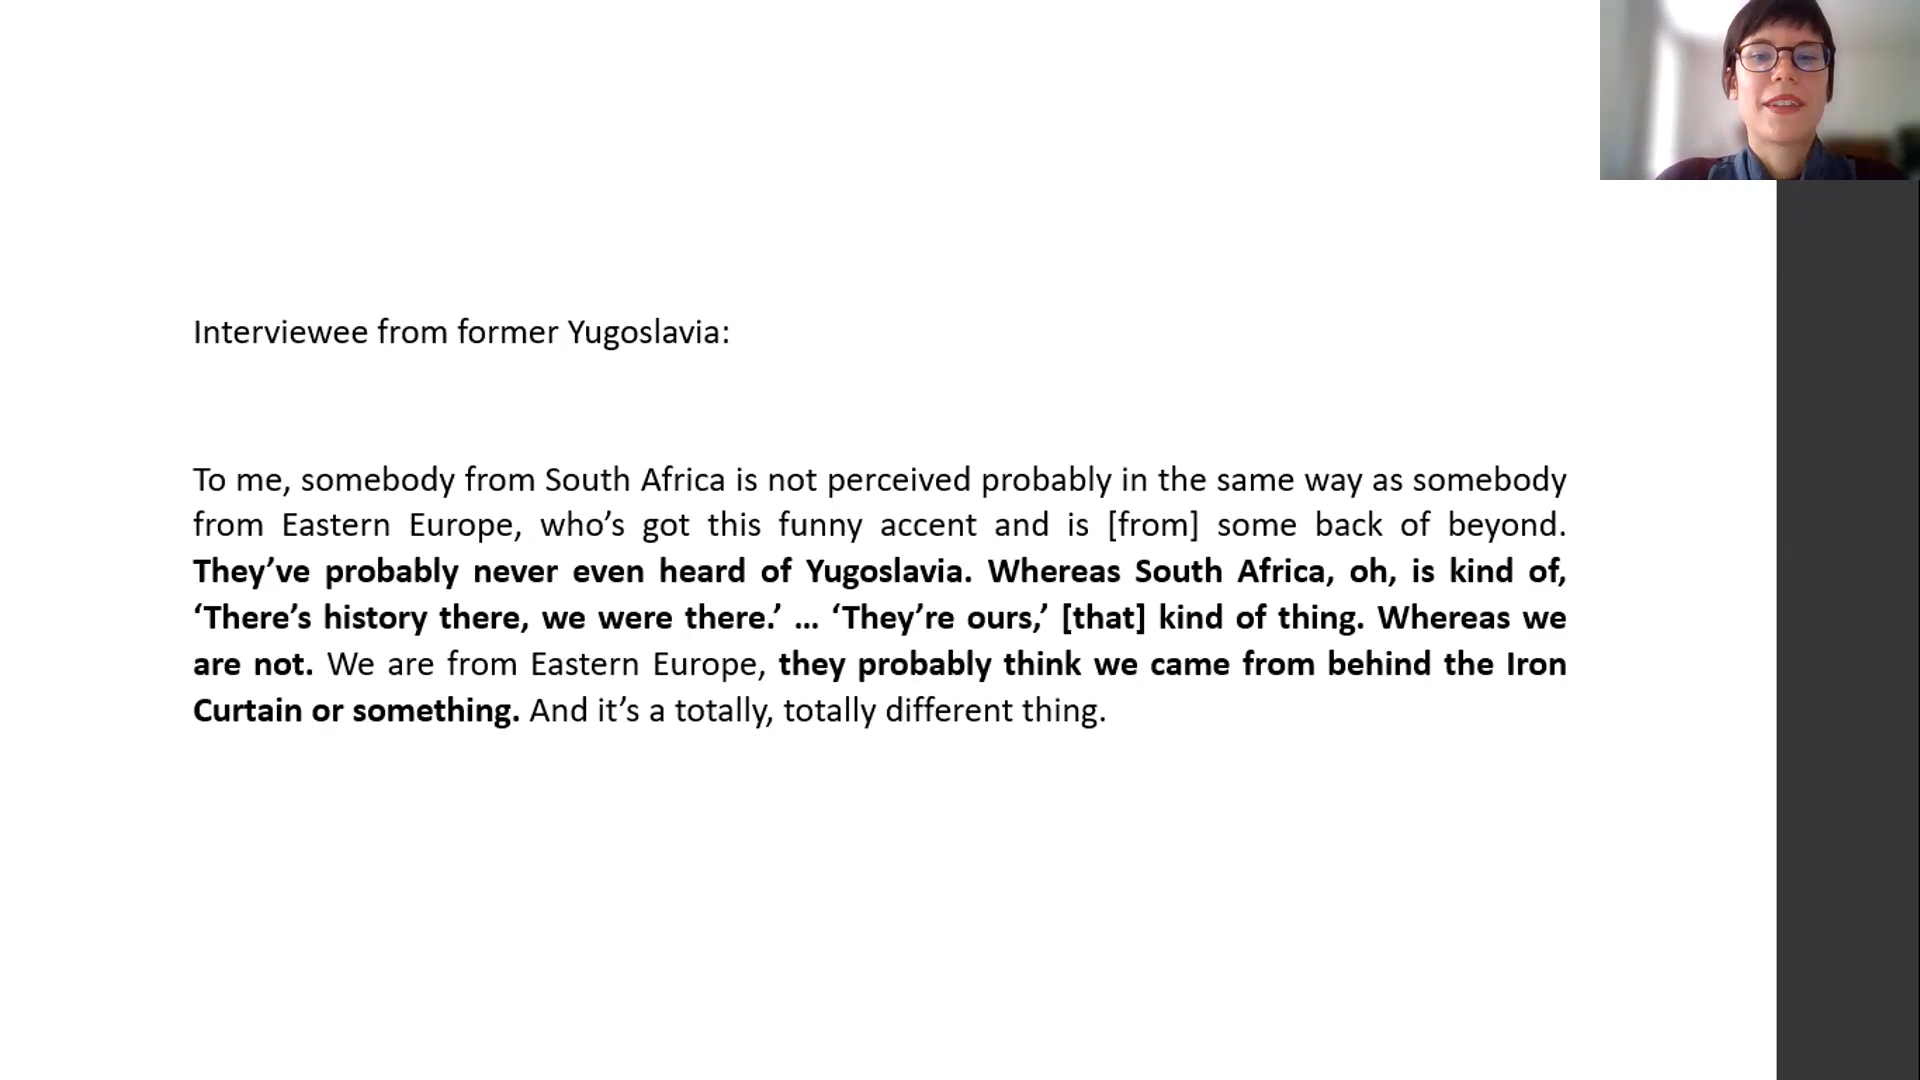 Interviewee from former Yugoslavia:
To me, somebody from South Africa is not perceived probably in the same way as somebody
from Eastern Europe, who’s got this funny accent and is [from] some back of beyond.
They’ve probably never even heard of Yugoslavia. Whereas South Africa, oh, is kind of,
‘There’s history there, we were there.’ … ‘They’re ours,’ [that] kind of thing. Whereas we
are not. We are from Eastern Europe, they probably think we came from behind the Iron
Curtain or something. And it’s a totally, totally different thing.